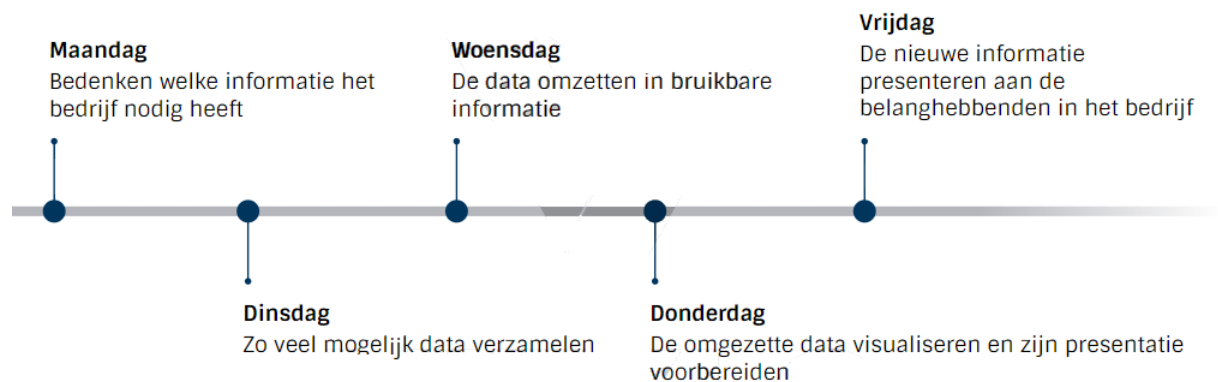 Maandag
Bedenken welke informatie het
bedrijf nodig heeft
Dinsdag
Zo veel mogelijk data verzamelen
Woensdag
De data omzetten in bruikbare
informatie
Donderdag
De omgezette data visualiseren en zijn presentatie
voorbereiden
Vrijdag
De nieuwe informatie
presenteren aan de
belanghebbenden in het bedrijf